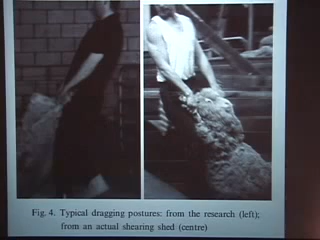 Fig. 4. Typical dragging postures: from the research (left);
from an actual shearing shed (centre)